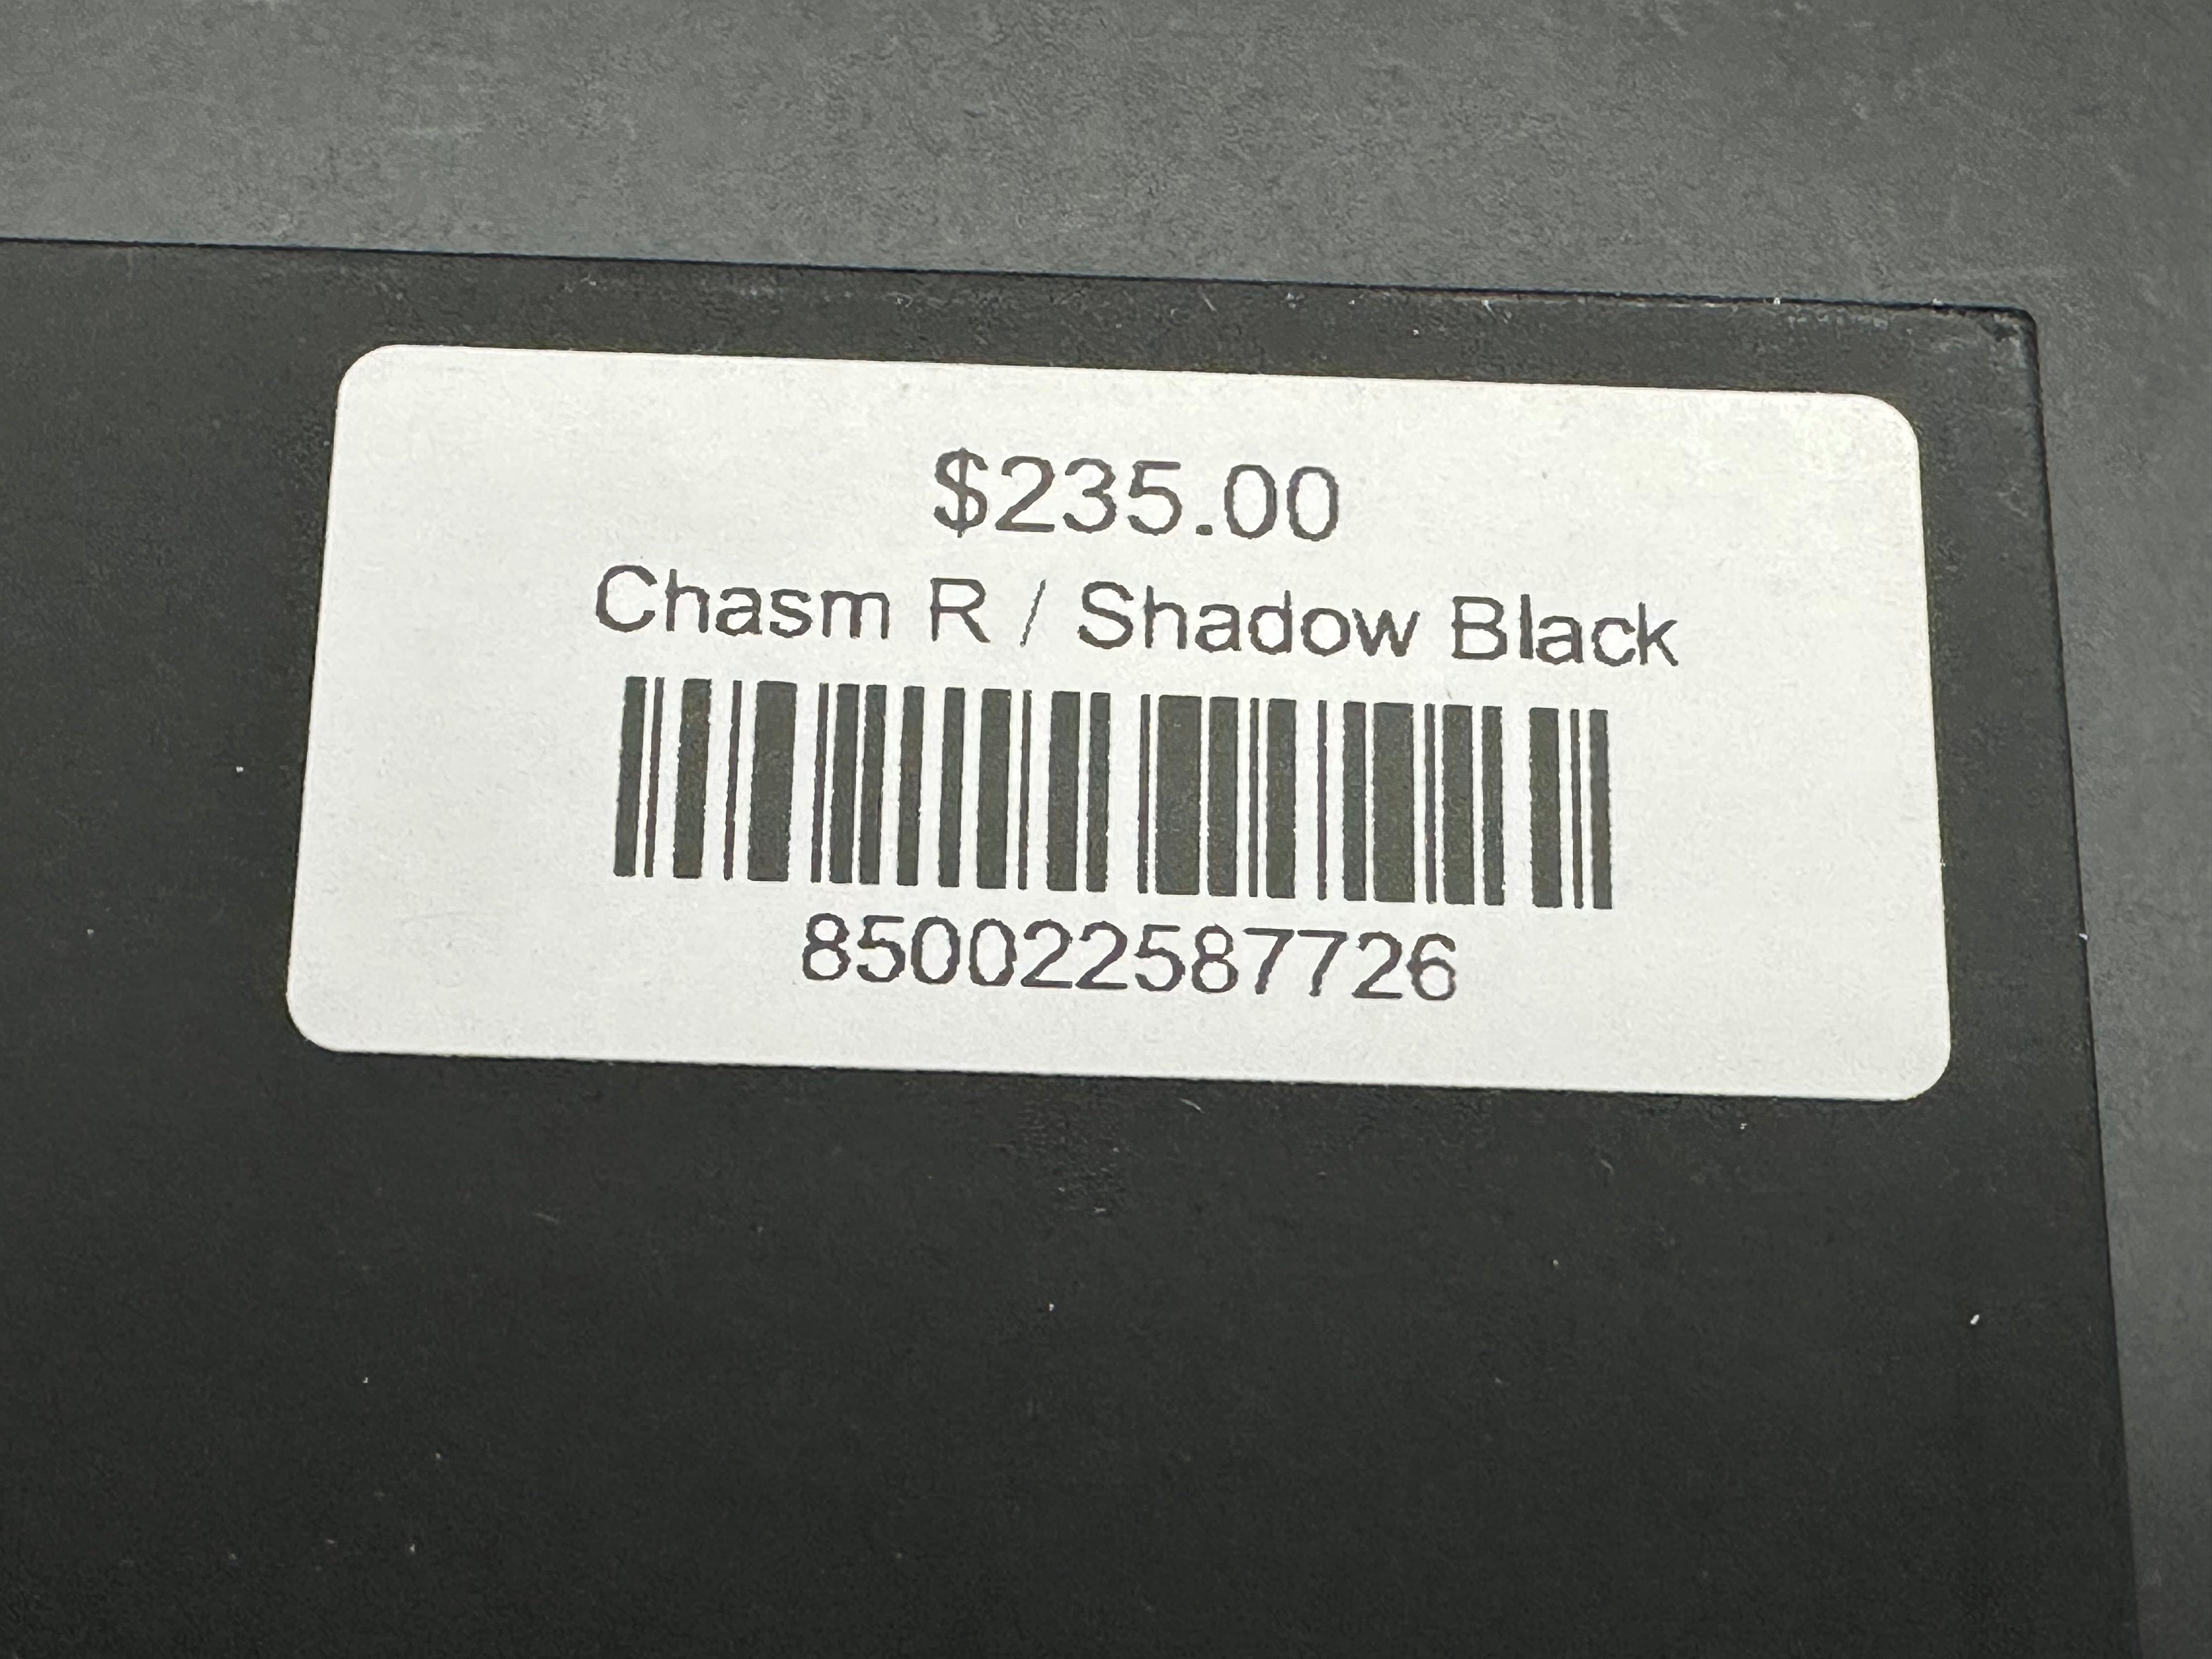 $235.00
Chasm R / Shadow Black
850022587726